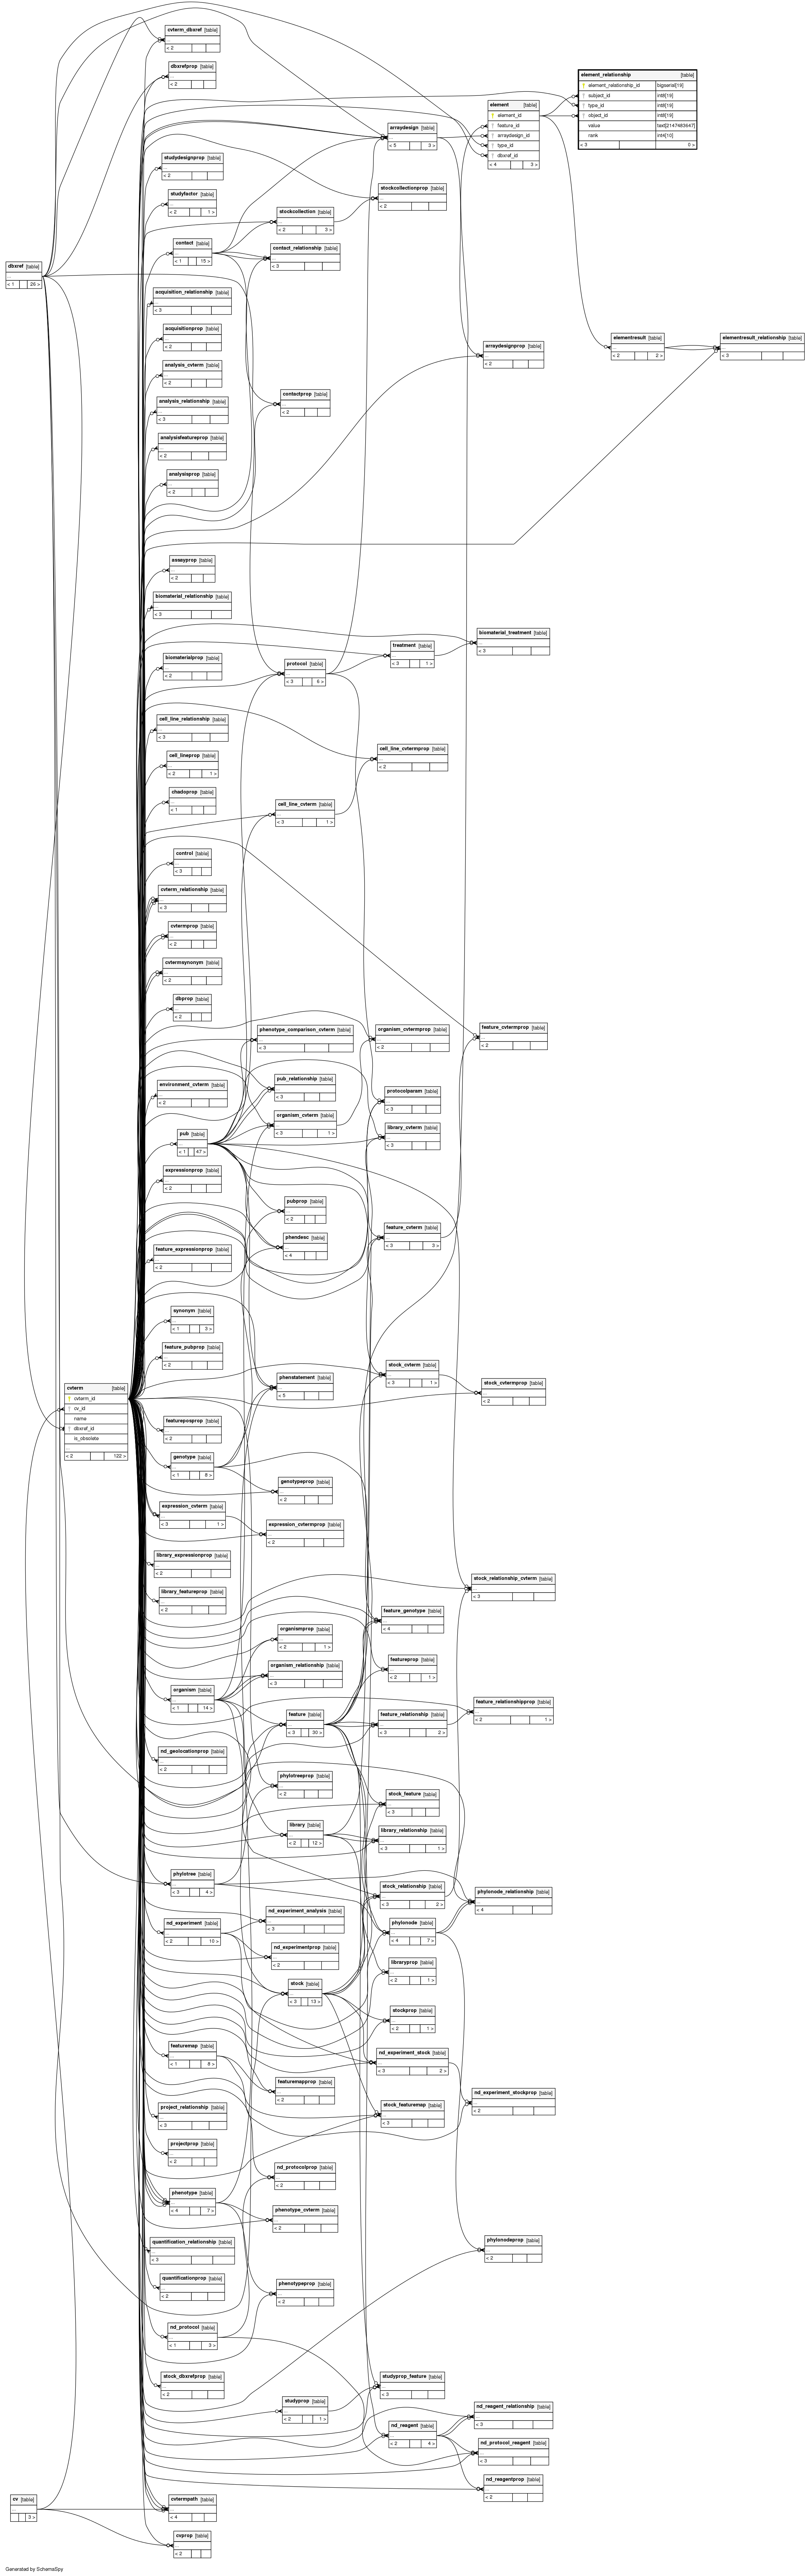 cvterm_dbxref [table]
...
< 2
dbxrefprop [table]
...
< 2
element_relationship [table]
element_relationship_id bigserial[19]
subject_id int8[19]
type_id int8[19]
object_id int8[19]
value text[2147483647]
rank int4[10]
< 3 0 >
element [table]
element_id
feature_id
arraydesign_id
type_id
dbxref_id
< 4 3 >
arraydesign [table]
...
< 5 3 >
studydesignprop [table]
...
< 2
stockcollectionprop [table]
...
< 2
studyfactor [table]
...
< 2 1 >
stockcollection [table]
...
< 2 3 >
contact [table]
...
< 1 15 >
contact_relationship [table]
...
< 3
dbxref [table]
...
< 1 26 >
acquisition_relationship [table]
...
< 3
acquisitionprop [table]
...
< 2
elementresult [table]
...
< 2 2 >
elementresult_relationship [table]
...
< 3
arraydesignprop [table]
...
< 2
analysis_cvterm [table]
...
< 2
contactprop [table]
...
< 2
analysis_relationship [table]
...
< 3
analysisfeatureprop [table]
...
< 2
analysisprop [table]
...
< 2
assayprop [table]
...
< 2
biomaterial_relationship [table]
...
< 3
biomaterial_treatment [table]
...
< 3
treatment [table]
...
< 3 1 >
biomaterialprop [table]
...
< 2
protocol [table]
...
< 3 6 >
cell_line_relationship [table]
...
< 3
cell_line_cvtermprop [table]
...
< 2
cell_lineprop [table]
...
< 2 1 >
chadoprop [table]
...
< 1
cell_line_cvterm [table]
...
< 3 1 >
control [table]
...
< 3
cvterm_relationship [table]
...
< 3
cvtermprop [table]
...
< 2
cvtermsynonym [table]
...
< 2
dbprop [table]
...
< 2
phenotype_comparison_cvterm [table]
...
< 3
organism_cvtermprop [table]
...
< 2
feature_cvtermprop [table]
...
< 2
environment_cvterm [table]
...
< 2
pub_relationship [table]
...
< 3
protocolparam [table]
...
< 3
organism_cvterm [table]
...
< 3 1 >
library_cvterm [table]
...
< 3
pub [table]
...
< 1 47 >
expressionprop [table]
...
< 2
pubprop [table]
...
< 2
feature_cvterm [table]
...
< 3 3 >
phendesc [table]
...
< 4
feature_expressionprop [table]
...
< 2
synonym [table]
...
< 1 3 >
feature_pubprop [table]
...
< 2
cvterm [table]
cvterm_id
cv_id
name
dbxref_id
is_obsolete
...
< 2 122 >
phenstatement [table]
...
< 5
stock_cvterm [table]
...
< 3 1 >
stock_cvtermprop [table]
...
< 2
featureposprop [table]
...
< 2
genotype [table]
...
< 1 8 >
genotypeprop [table]
...
< 2
expression_cvterm [table]
...
< 3 1 >
expression_cvtermprop [table]
...
< 2
library_expressionprop [table]
...
< 2
library_featureprop [table]
...
< 2
stock_relationship_cvterm [table]
...
< 3
feature_genotype [table]
...
< 4
organismprop [table]
...
< 2 1 >
organism_relationship [table]
...
< 3
featureprop [table]
...
< 2 1 >
organism [table]
...
< 1 14 >
feature [table]
...
< 3 30 >
feature_relationship [table]
...
< 3 2 >
feature_relationshipprop [table]
...
< 2 1 >
nd_geolocationprop [table]
...
< 2
phylotreeprop [table]
...
< 2
stock_feature [table]
...
< 3
library [table]
...
< 2 12 >
library_relationship [table]
...
< 3 1 >
phylotree [table]
...
< 3 4 >
stock_relationship [table]
...
< 3 2 >
phylonode_relationship [table]
...
< 4
nd_experiment [table]
...
< 2 10 >
nd_experiment_analysis [table]
...
< 3
phylonode [table]
...
< 4 7 >
nd_experimentprop [table]
...
< 2
libraryprop [table]
...
< 2 1 >
stock [table]
...
< 3 13 >
stockprop [table]
...
< 2 1 >
featuremap [table]
...
< 1 8 >
nd_experiment_stock [table]
...
< 3 2 >
featuremapprop [table]
...
< 2
nd_experiment_stockprop [table]
...
< 2
project_relationship [table]
...
< 3
stock_featuremap [table]
...
< 3
projectprop [table]
...
< 2
nd_protocolprop [table]
...
< 2
phenotype [table]
...
< 4 7 >
phenotype_cvterm [table]
...
< 2
quantification_relationship [table]
...
< 3
phylonodeprop [table]
...
< 2
quantificationprop [table]
...
< 2
phenotypeprop [table]
...
< 2
nd_protocol [table]
...
< 1 3 >
stock_dbxrefprop [table]
...
< 2
studyprop_feature [table]
...
< 3
studyprop [table]
...
< 2 1 >
nd_reagent_relationship [table]
...
< 3
nd_reagent [table]
...
< 2 4 >
nd_protocol_reagent [table]
...
< 3
nd_reagentprop [table]
...
< 2
cv [table]
...
3 >
cvtermpath [table]
...
< 4
cvprop [table]
...
< 2
Generated by SchemaSpy